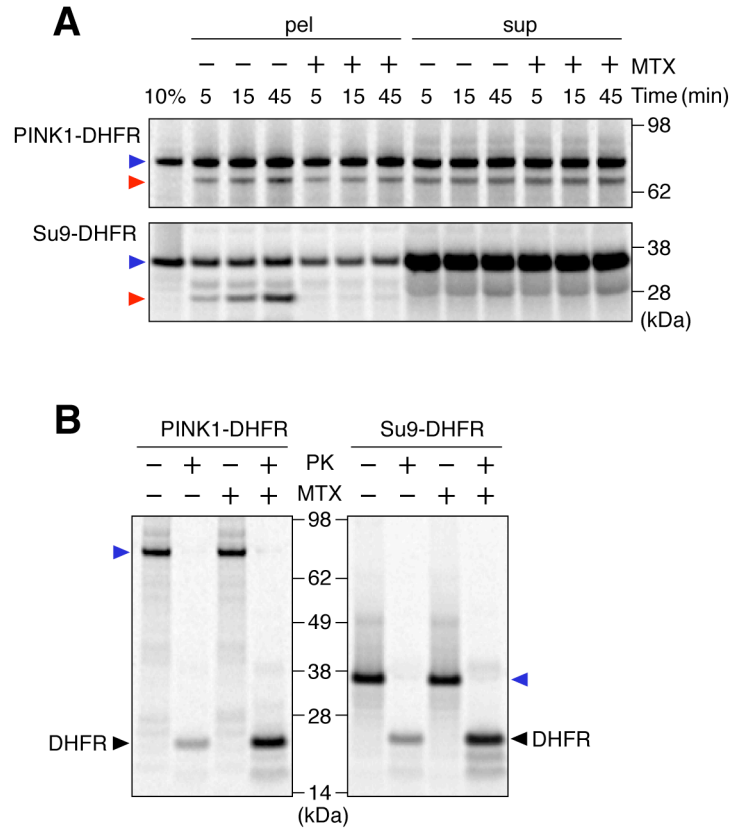 A
pel sup
− − − + + + − − − + + + MTX
10% 5 15 45 5 15 45 5 15 45 5 15 45 Time (min)
PINK1-DHFR
98
62
Su9-DHFR
38
28
(kDa)
B
PINK1-DHFR Su9-DHFR
− + − + PK − + − +
− − + + MTX − − + +
98
62
49
38
28
DHFR DHFR
14
(kDa)